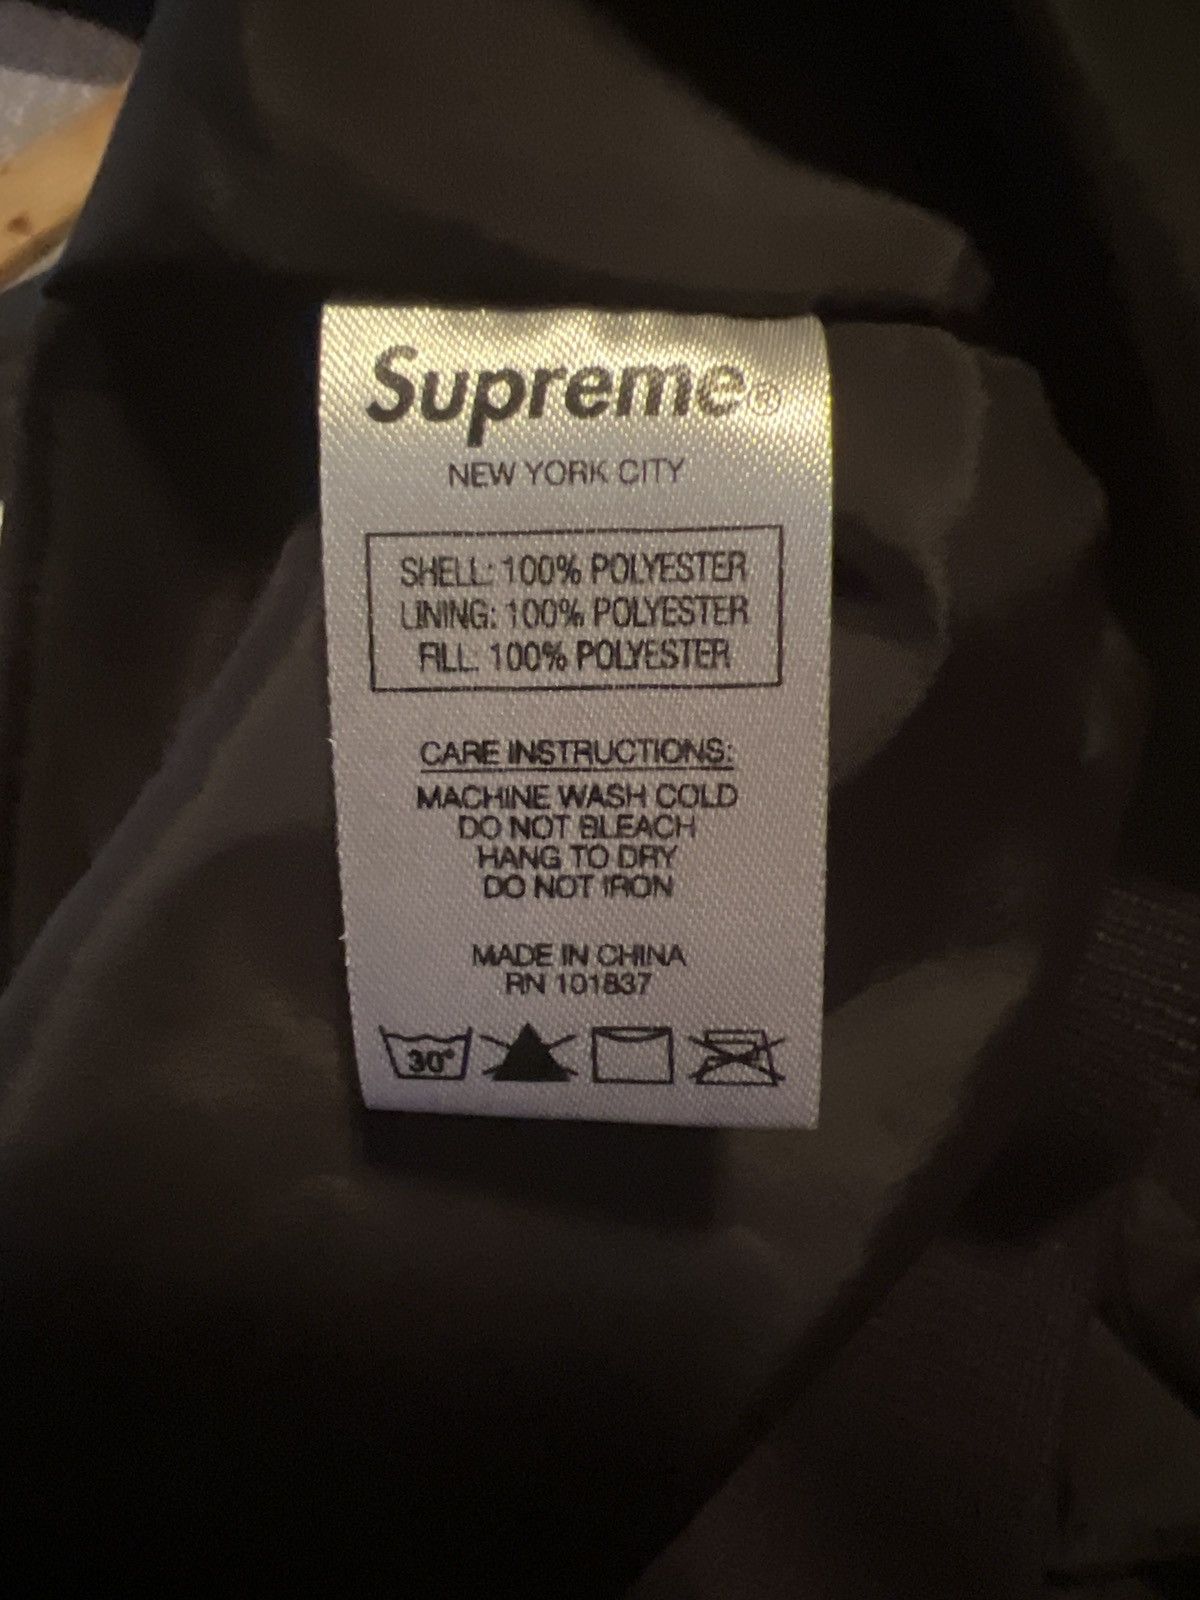 Supreme®
NEW YORK CITY
SHELL: 100% POLYESTER
LINING: 100% POLYESTER
FILL: 100% POLYESTER
CARE INSTRUCTIONS:
MACHINE WASH COLD
DO NOT BLEACH
HANG TO DRY
DO NOT IRON
MADE IN CHINA
RN 101837
30°